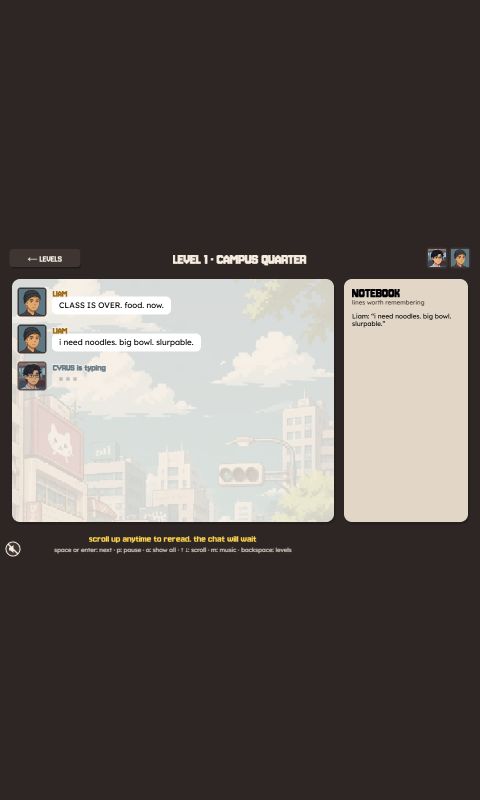 ← LEVELS
LEVEL 1 · CAMPUS QUARTER
LIAM
CLASS IS OVER. food. now.
LIAM
i need noodles. big bowl. slurpable.
CYRUS is typing
NOTEBOOK
lines worth remembering
Liam: "i need noodles. big bowl.
slurpable."
scroll up anytime to reread. the chat will wait
space or enter: next · p: pause · a: show all · ↑ ↓: scroll · m: music · backspace: levels